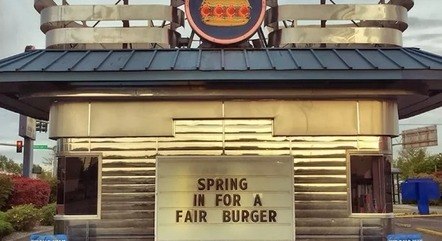 SPRING
IN FOR A
FAIR BURGER